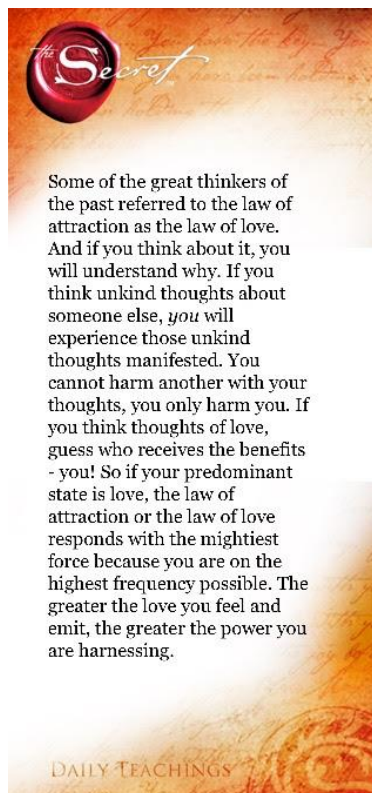 the Secret
Some of the great thinkers of
the past referred to the law of
attraction as the law of love.
And if you think about it, you
will understand why. If you
think unkind thoughts about
someone else, you will
experience those unkind
thoughts manifested. You
cannot harm another with your
thoughts, you only harm you. If
you think thoughts of love,
guess who receives the benefits
- you! So if your predominant
state is love, the law of
attraction or the law of love
responds with the mightiest
force because you are on the
highest frequency possible. The
greater the love you feel and
emit, the greater the power you
are harnessing.
DAILY TEACHINGS